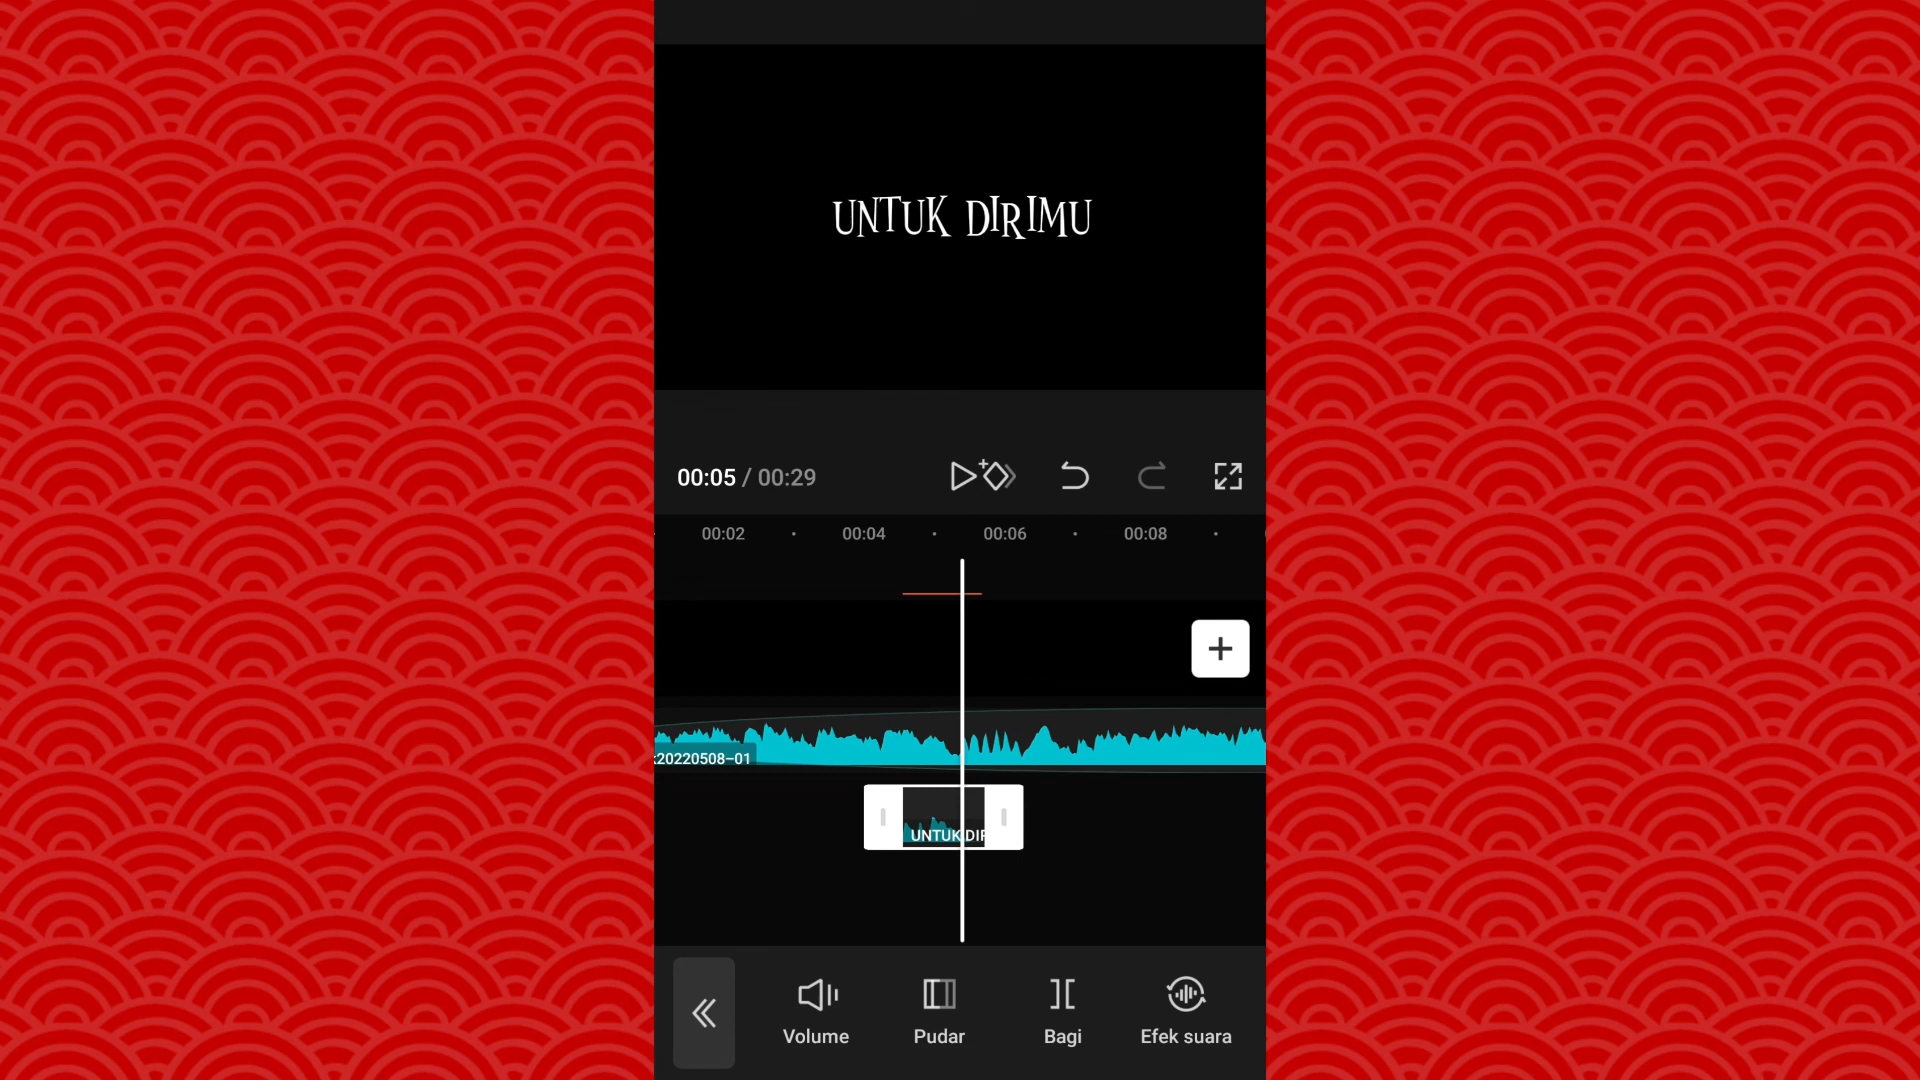 UNTUK DIRIMU
00:05 / 00:29
00:02 00:04 00:06 00:08
20220508–01
UNTUK DIR
Volume Pudar Bagi Efek suara